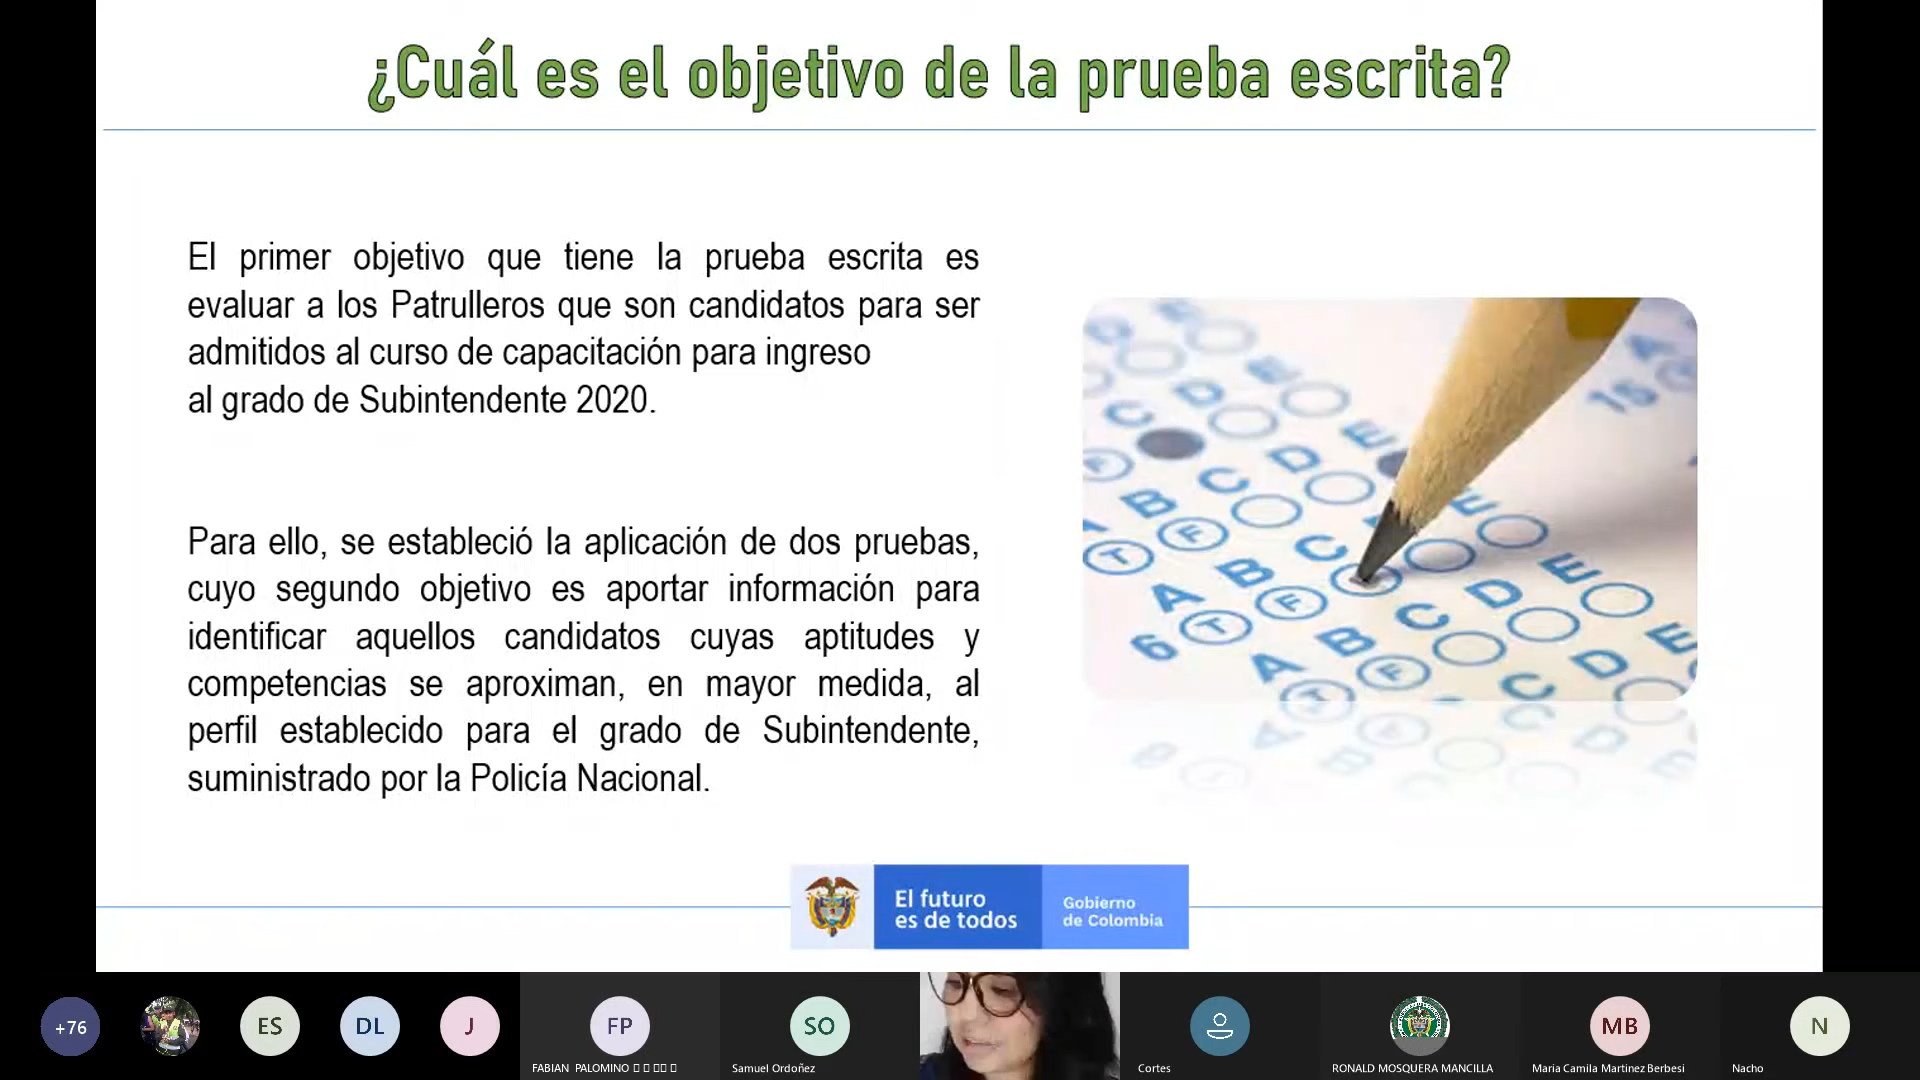 ¿Cuál es el objetivo de la prueba escrita?
El primer objetivo que tiene la prueba escrita es
evaluar a los Patrulleros que son candidatos para ser
admitidos al curso de capacitación para ingreso
al grado de Subintendente 2020.
Para ello, se estableció la aplicación de dos pruebas,
cuyo segundo objetivo es aportar información para
identificar aquellos candidatos cuyas aptitudes y
competencias se aproximan, en mayor medida, al
perfil establecido para el grado de Subintendente,
suministrado por la Policía Nacional.
El futuro
es de todos
Gobierno
de Colombia
+76
ES
DL
J
FP
SO
MB
N
FABIAN PALOMINO
Samuel Ordoñez
Cortes
RONALD MOSQUERA MANCILLA
Maria Camila Martinez Berbesi
Nacho